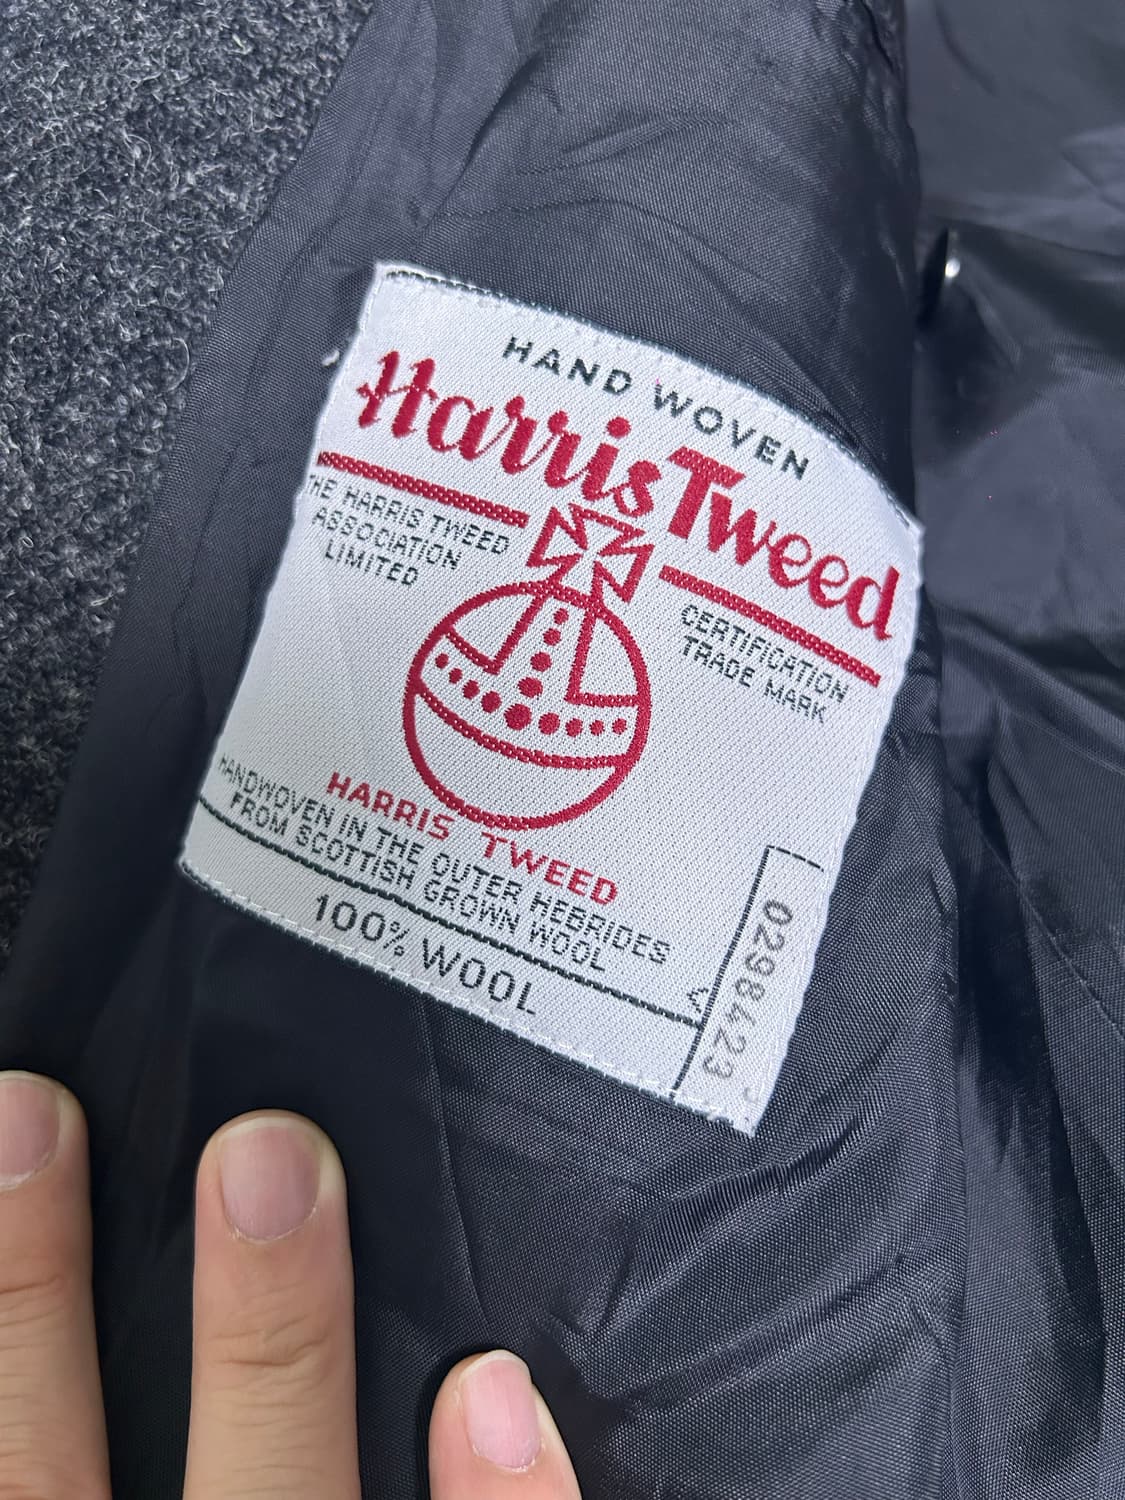 HAND WOVEN
Harris Tweed
THE HARRIS TWEED
ASSOCIATION
LIMITED
CERTIFICATION
TRADE MARK
HARRIS TWEED
HANDWOVEN IN THE OUTER HEBRIDES
FROM SCOTTISH GROWN WOOL
100% WOOL
0298423